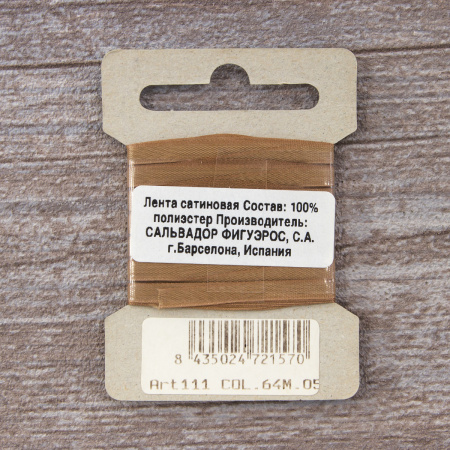 Лента сатиновая Состав: 100%
полиэстер Производитель:
САЛЬВАДОР ФИГУЭРОС, С.А.
г.Барселона, Испания
8 435024 721570
Art111 COL.64M.05